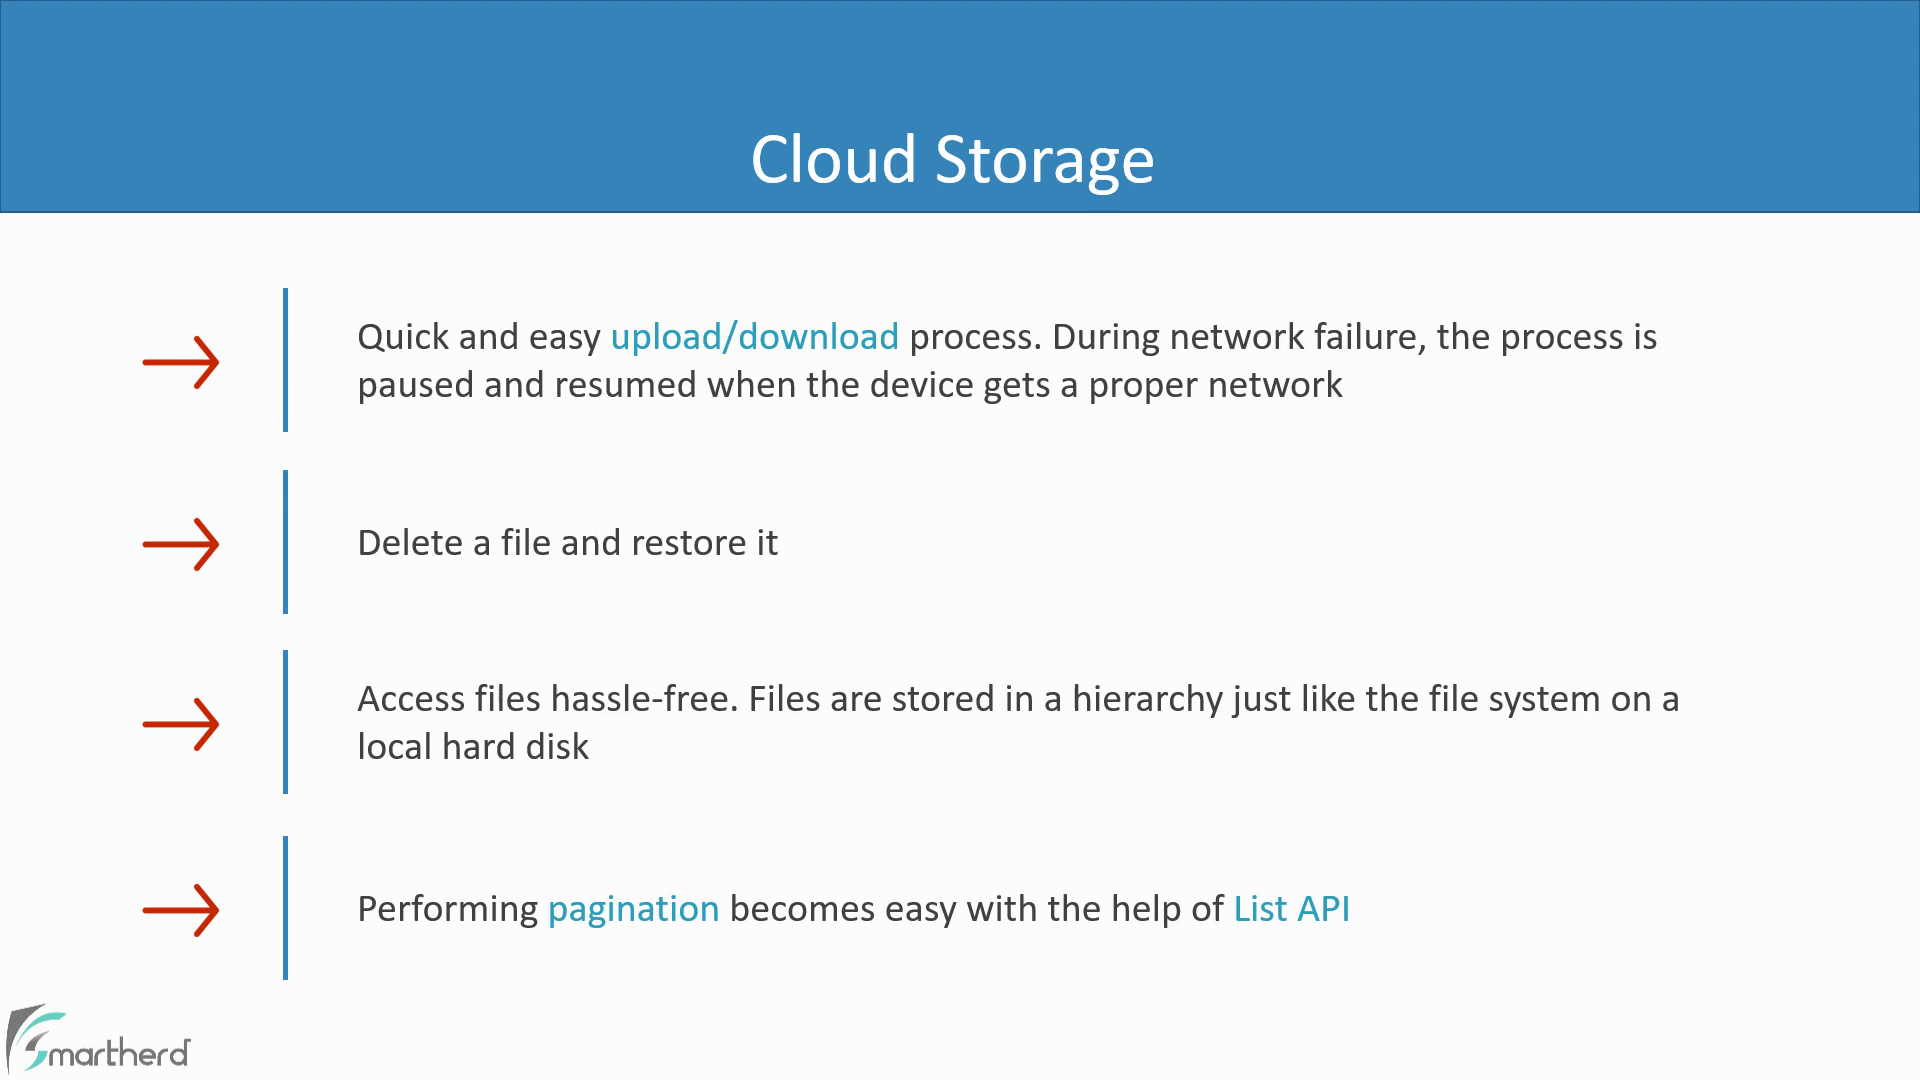 Cloud Storage
Quick and easy upload/download process. During network failure, the process is
paused and resumed when the device gets a proper network
Delete a file and restore it
Access files hassle-free. Files are stored in a hierarchy just like the file system on a
local hard disk
Performing pagination becomes easy with the help of List API
Smartherd